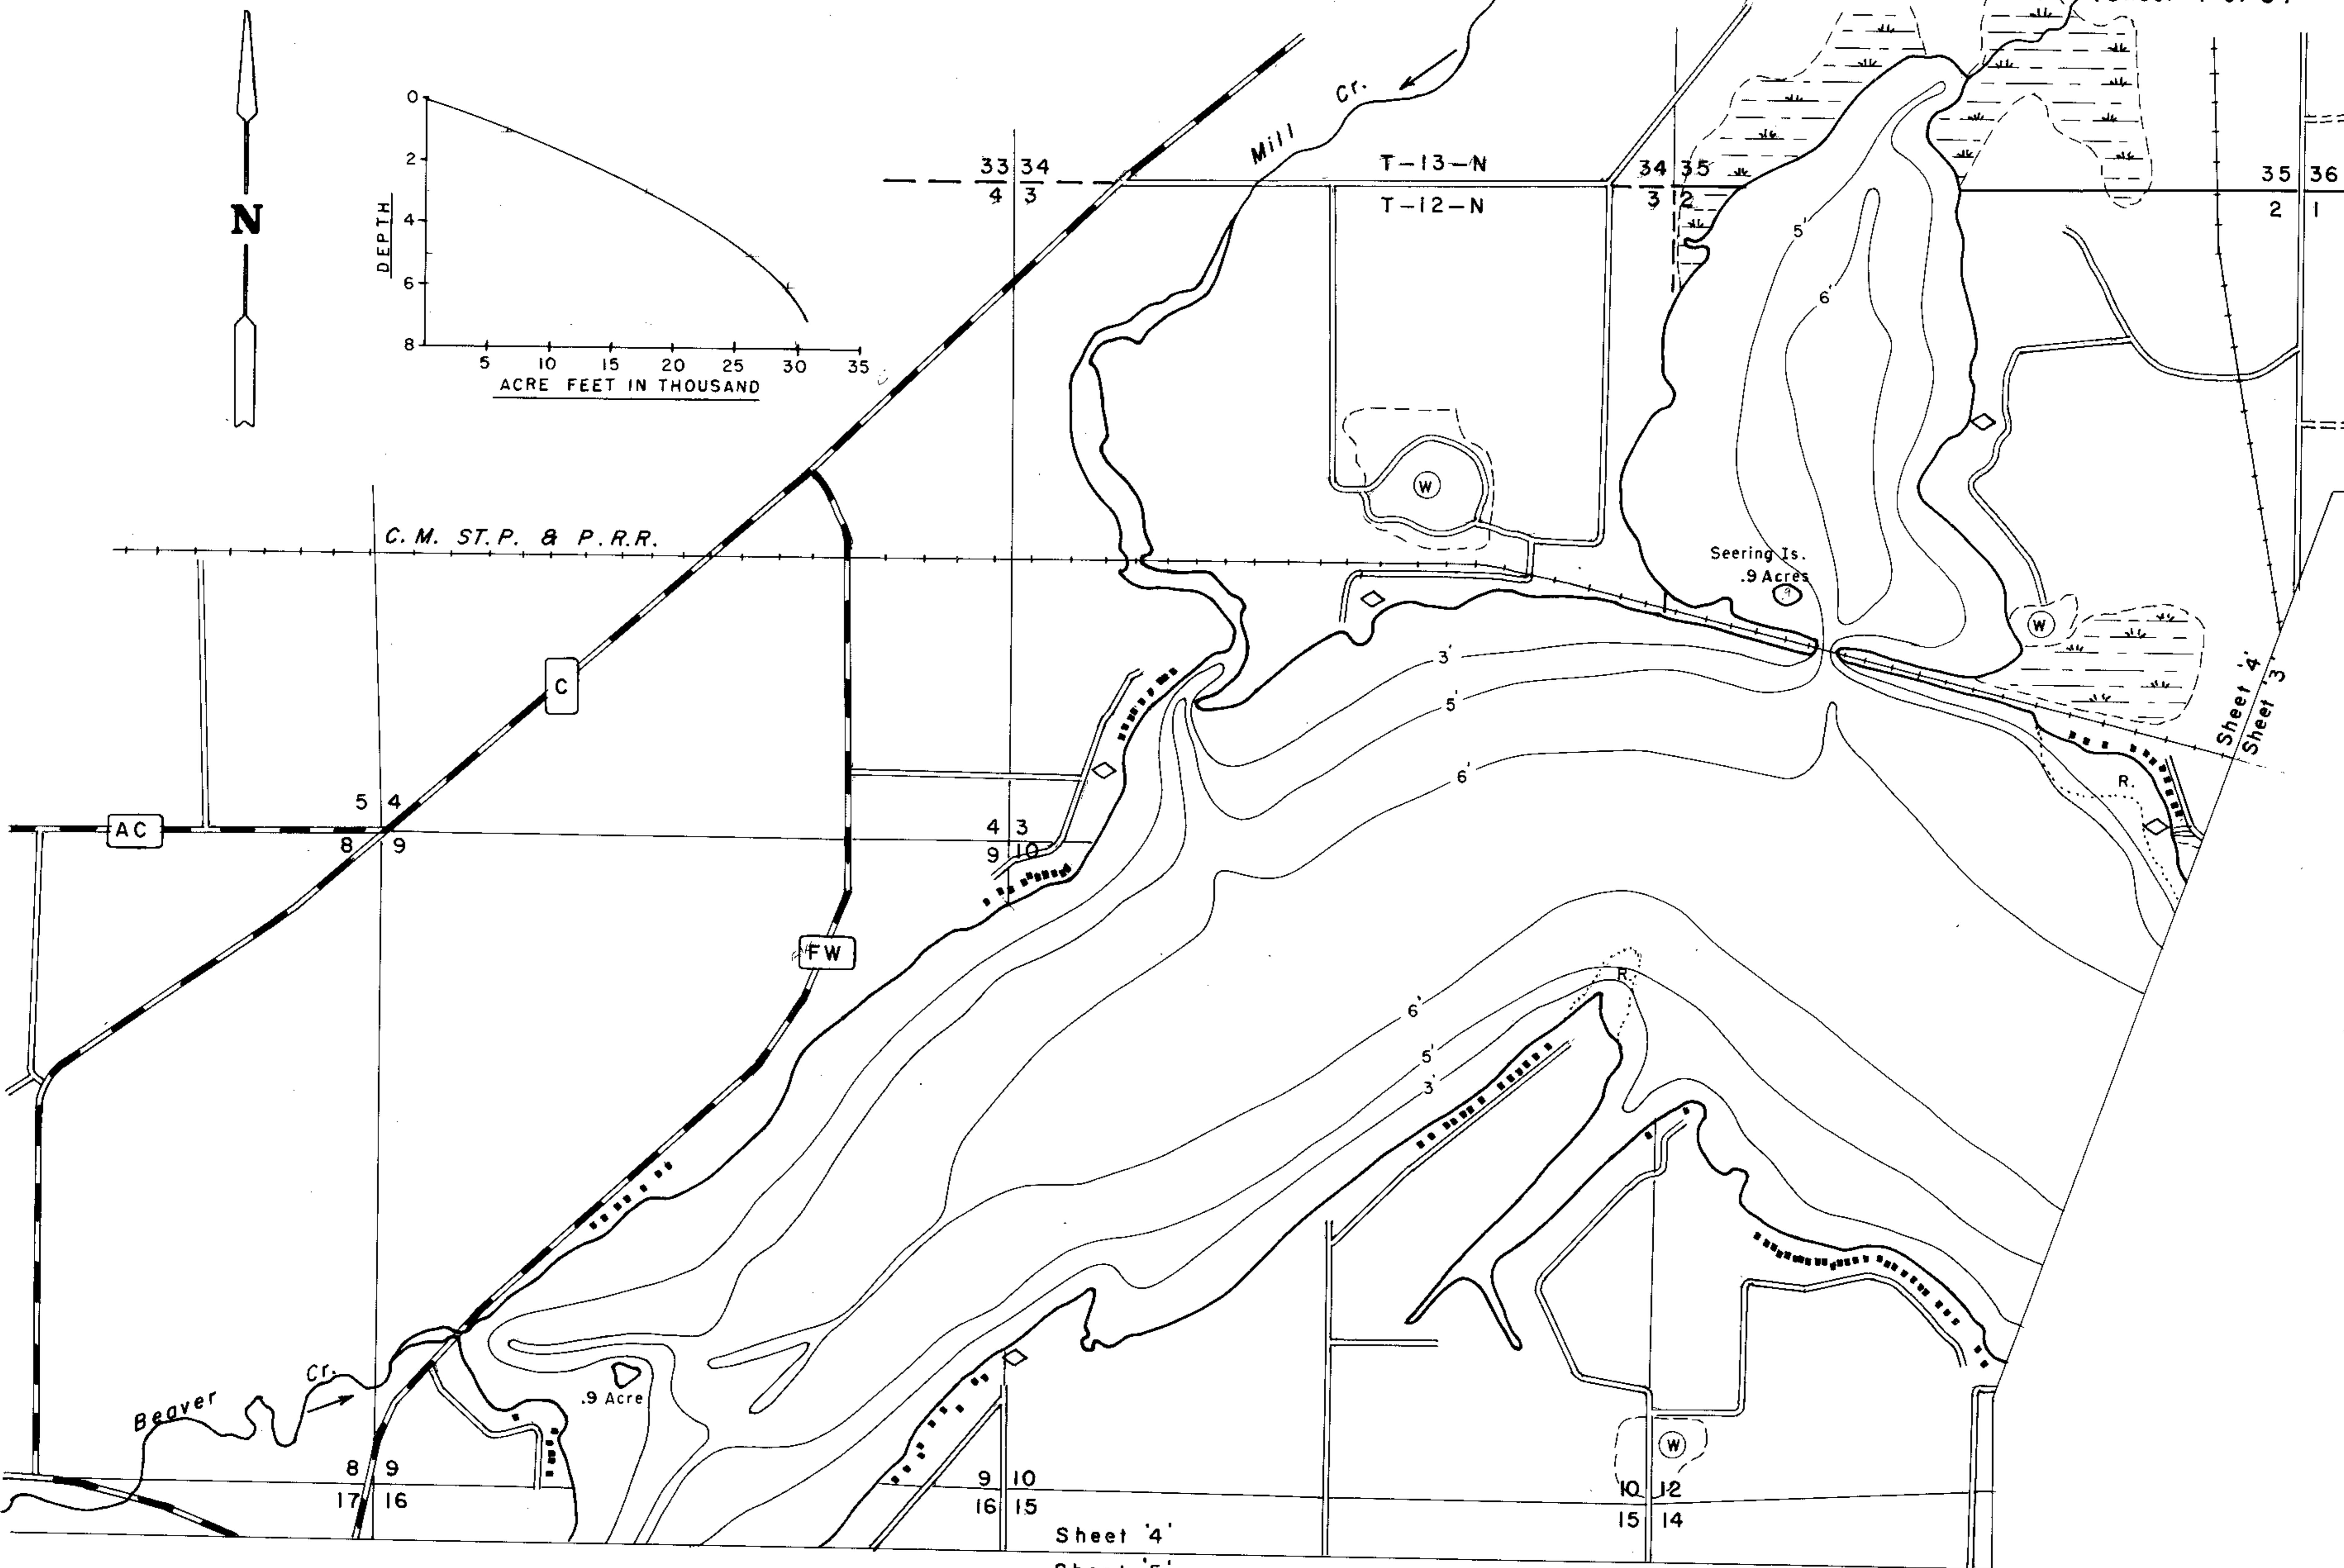 Cr.
Mill
T-13-N
T-12-N
33 34
4 3
34 35
3 2
35 36
2 1
N
0
2
4
6
8
DEPTH
5 10 15 20 25 30 35
ACRE FEET IN THOUSAND
5'
6'
W
C. M. ST. P. & P. R.R.
Seering Is.
.9 Acres
.9
W
3'
5'
6'
C
R.
Sheet '4'
Sheet '3'
5 4
8 9
AC
4 3
9 10
FW
R.
6'
5'
3'
Beaver
Cr.
.9 Acre
W
8 9
17 16
9 10
16 15
10 12
15 14
Sheet '4'